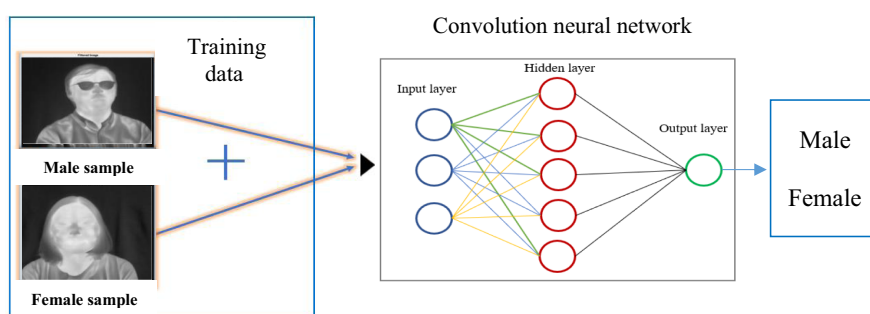 Training
data
Male sample
Female sample
Convolution neural network
Input layer
Hidden layer
Output layer
Male
Female